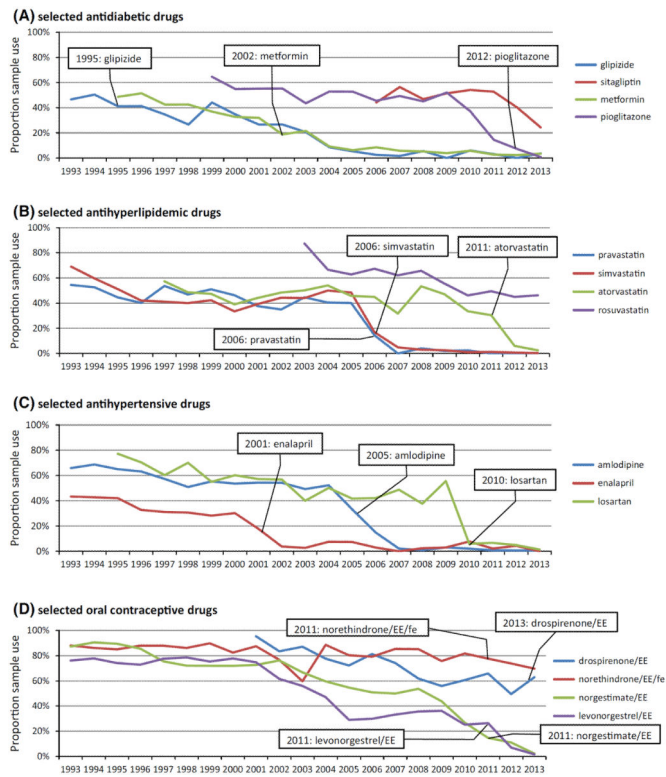 (A) selected antidiabetic drugs
Proportion sample use
100%
80%
60%
40%
20%
0%
1995: glipizide
2002: metformin
2012: pioglitazone
glipizide
sitagliptin
metformin
pioglitazone
1993 1994 1995 1996 1997 1998 1999 2000 2001 2002 2003 2004 2005 2006 2007 2008 2009 2010 2011 2012 2013
(B) selected antihyperlipidemic drugs
Proportion sample use
100%
80%
60%
40%
20%
0%
2006: simvastatin
2011: atorvastatin
2006: pravastatin
pravastatin
simvastatin
atorvastatin
rosuvastatin
1993 1994 1995 1996 1997 1998 1999 2000 2001 2002 2003 2004 2005 2006 2007 2008 2009 2010 2011 2012 2013
(C) selected antihypertensive drugs
Proportion sample use
100%
80%
60%
40%
20%
0%
2001: enalapril
2005: amlodipine
2010: losartan
amlodipine
enalapril
losartan
1993 1994 1995 1996 1997 1998 1999 2000 2001 2002 2003 2004 2005 2006 2007 2008 2009 2010 2011 2012 2013
(D) selected oral contraceptive drugs
Proportion sample use
100%
80%
60%
40%
20%
0%
2011: norethindrone/EE/fe
2013: drospirenone/EE
2011: levonorgestrel/EE
2011: norgestimate/EE
drospirenone/EE
norethindrone/EE/fe
norgestimate/EE
levonorgestrel/EE
1993 1994 1995 1996 1997 1998 1999 2000 2001 2002 2003 2004 2005 2006 2007 2008 2009 2010 2011 2012 2013